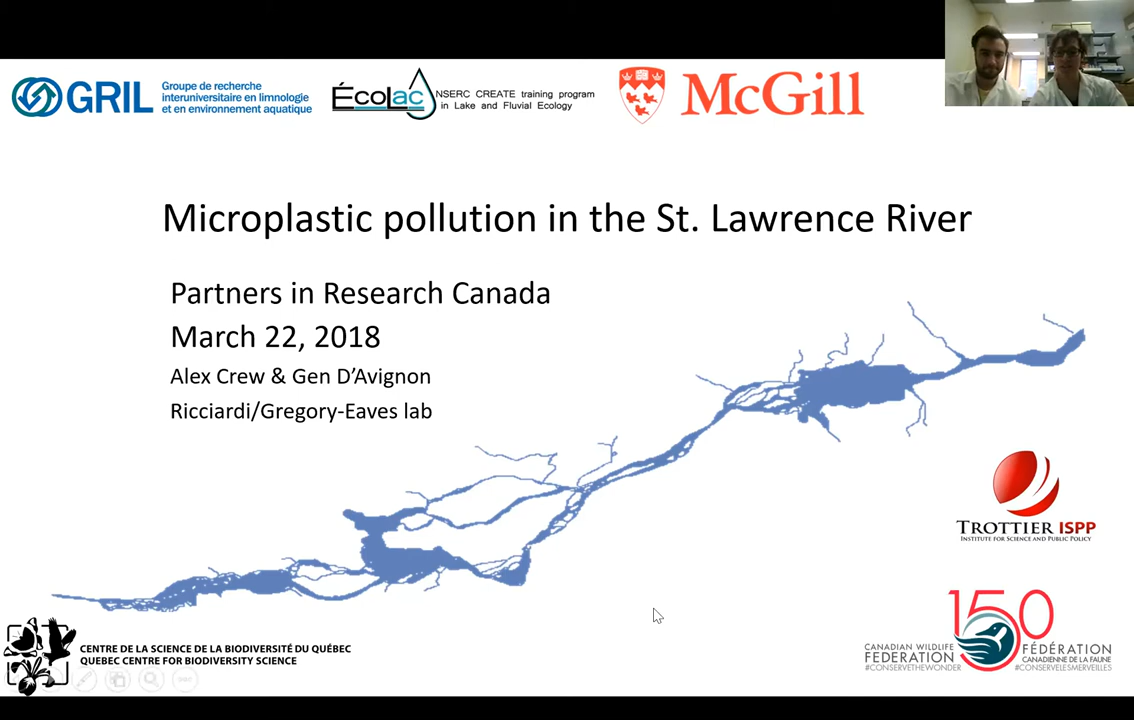 GRIL
Groupe de recherche
interuniversitaire en limnologie
et en environnement aquatique
ÉcoLac
NSERC CREATE training program
in Lake and Fluvial Ecology
McGill
Microplastic pollution in the St. Lawrence River
Partners in Research Canada
March 22, 2018
Alex Crew & Gen D’Avignon
Ricciardi/Gregory-Eaves lab
TROTTIER ISPP
INSTITUTE FOR SCIENCE AND PUBLIC POLICY
150
CANADIAN WILDLIFE
FEDERATION
#CONSERVETHEWONDER
FÉDÉRATION
CANADIENNE DE LA FAUNE
#CONSERVELESMERVEILLES
CENTRE DE LA SCIENCE DE LA BIODIVERSITÉ DU QUÉBEC
QUEBEC CENTRE FOR BIODIVERSITY SCIENCE